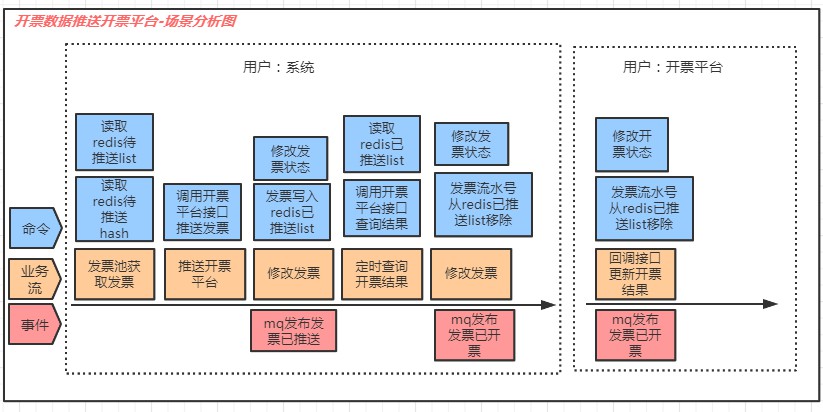 开票数据推送开票平台-场景分析图
用户：系统
用户：开票平台
读取
redis待
推送list
修改发
票状态
读取
redis已
推送list
修改发
票状态
修改开
票状态
命令
读取
redis待
推送
hash
调用开票
平台接口
推送发票
发票写入
redis已
推送list
调用开票
平台接口
查询结果
发票流水号
从redis已推
送list移除
发票流水号
从redis已推
送list移除
业务
流
发票池获
取发票
推送开票
平台
修改发票
定时查询
开票结果
修改发票
回调接口
更新开票
结果
事件
mq发布发
票已推送
mq发布
发票已开
票
mq发布
发票已开
票